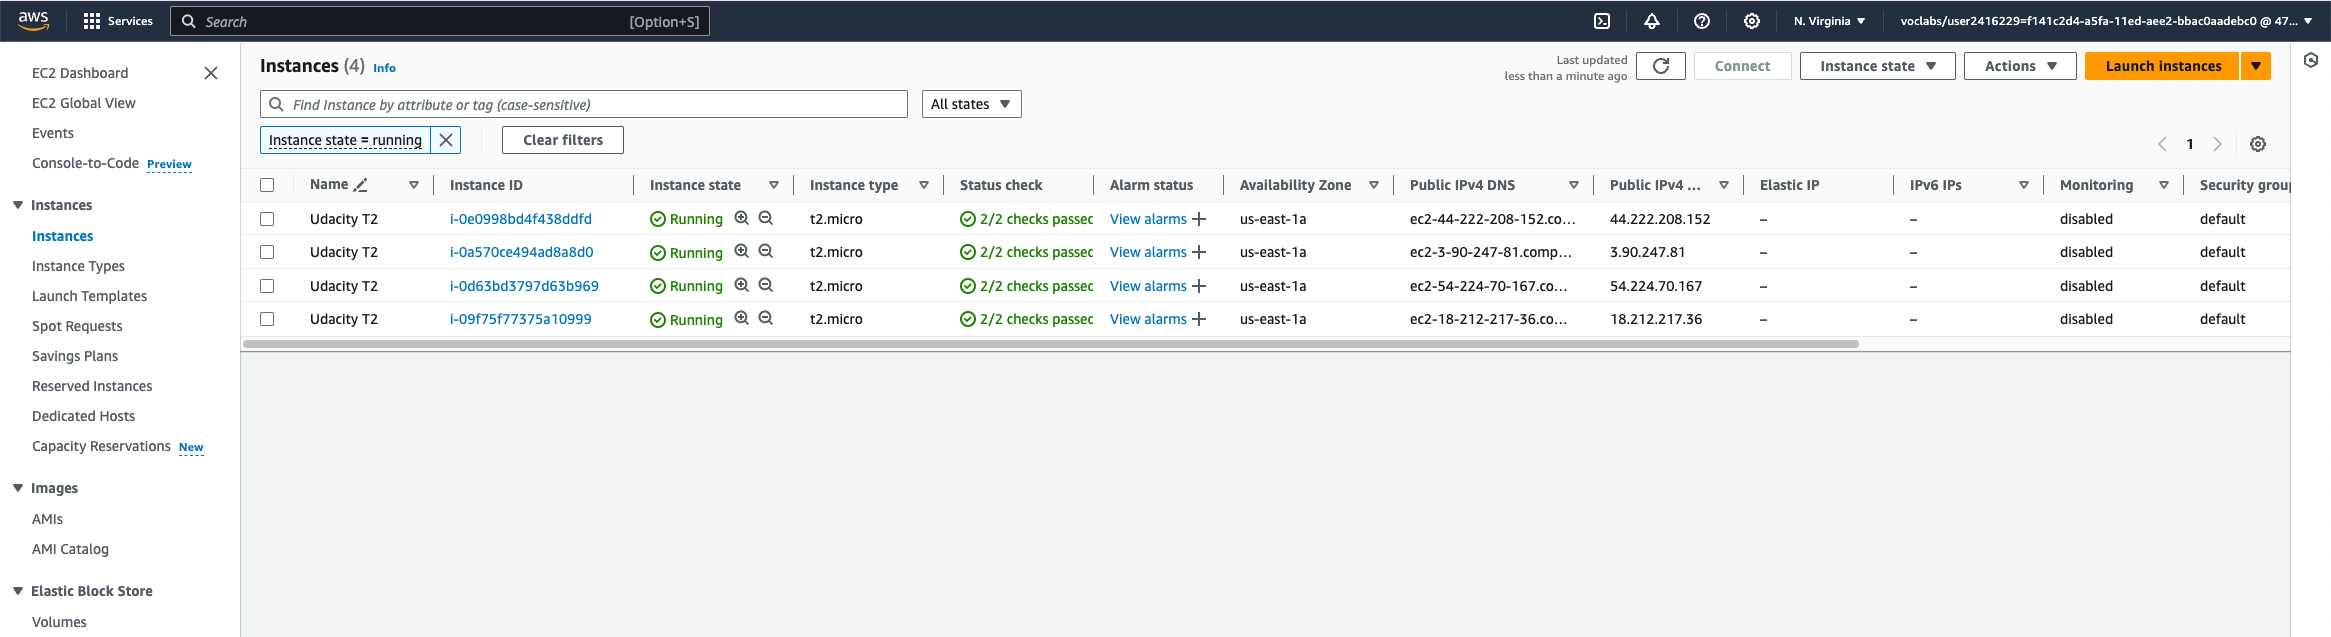 aws
Services
Search
[Option+S]
N. Virginia
voclabs/user2416229=f141c2d4-a5fa-11ed-aee2-bbac0aadebc0 @ 47...
EC2 Dashboard
EC2 Global View
Events
Console-to-Code Preview
Instances
Instances
Instance Types
Launch Templates
Spot Requests
Savings Plans
Reserved Instances
Dedicated Hosts
Capacity Reservations New
Images
AMIs
AMI Catalog
Elastic Block Store
Volumes
Instances (4) Info
Last updated
less than a minute ago
Connect
Instance state
Actions
Launch instances
Find Instance by attribute or tag (case-sensitive)
All states
Instance state = running
Clear filters
1
Name Instance ID Instance state Instance type Status check Alarm status Availability Zone Public IPv4 DNS Public IPv4 ... Elastic IP IPv6 IPs Monitoring Security group
Udacity T2 i-0e0998bd4f438ddfd Running t2.micro 2/2 checks passed View alarms + us-east-1a ec2-44-222-208-152.co... 44.222.208.152 – – disabled default
Udacity T2 i-0a570ce494ad8a8d0 Running t2.micro 2/2 checks passed View alarms + us-east-1a ec2-3-90-247-81.comp... 3.90.247.81 – – disabled default
Udacity T2 i-0d63bd3797d63b969 Running t2.micro 2/2 checks passed View alarms + us-east-1a ec2-54-224-70-167.co... 54.224.70.167 – – disabled default
Udacity T2 i-09f75f77375a10999 Running t2.micro 2/2 checks passed View alarms + us-east-1a ec2-18-212-217-36.co... 18.212.217.36 – – disabled default